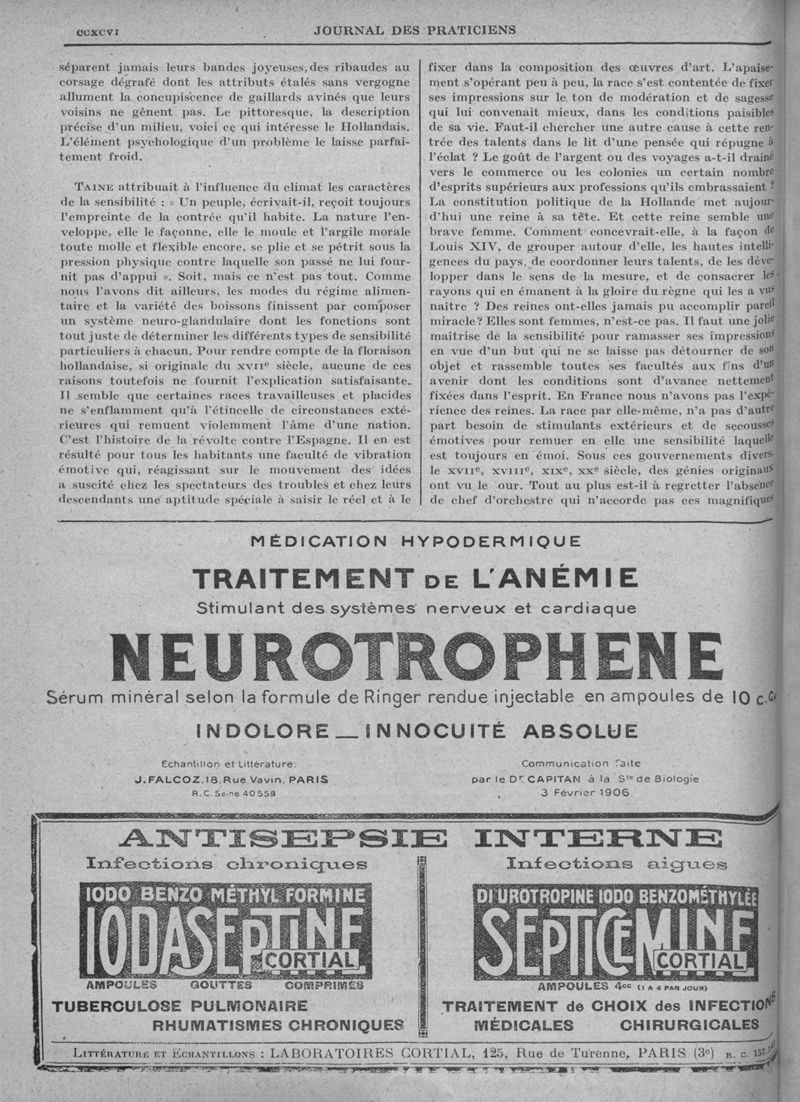 CCXCVI
JOURNAL DES PRATICIENS
séparent jamais leurs bandes joyeuses, des ribaudes au
corsage dégrafé dont les attributs étalés sans vergogne
allument la concupiscence de gaillards avinés que leurs
voisins ne gênent pas. Le pittoresque, la description
précise d'un milieu, voici ce qui intéresse le Hollandais.
L'élément psychologique d'un problème le laisse parfai-
tement froid.
TAINE attribuait à l'influence du climat les caractères
de la sensibilité : « Un peuple, écrivait-il, reçoit toujours
l'empreinte de la contrée qu'il habite. La nature l'en-
veloppe, elle le façonne, elle le moule et l'argile morale
toute molle et flexible encore, se plie et se pétrit sous la
pression physique contre laquelle son passé ne lui four-
nit pas d'appui ». Soit, mais ce n'est pas tout. Comme
nous l'avons dit ailleurs, les modes du régime alimen-
taire et la variété des boissons finissent par composer
un système neuro-glandulaire dont les fonctions sont
tout juste de déterminer les différents types de sensibilité
particuliers à chacun. Pour rendre compte de la floraison
hollandaise, si originale du XVIIe siècle, aucune de ces
raisons toutefois ne fournit l'explication satisfaisante.
Il semble que certaines races travailleuses et placides
ne s'enflamment qu'à l'étincelle de circonstances exté-
rieures qui remuent violemment l'âme d'une nation.
C'est l'histoire de la révolte contre l'Espagne. Il en est
résulté pour tous les habitants une faculté de vibration
émotive qui, réagissant sur le mouvement des idées
a suscité chez les spectateurs des troubles et chez leurs
descendants une aptitude spéciale à saisir le réel et à le
fixer dans la composition des œuvres d'art. L'apaise-
ment s'opérant peu à peu, la race s'est contentée de fixer
ses impressions sur le ton de modération et de sagesse
qui lui convenait mieux, dans les conditions paisibles
de sa vie. Faut-il chercher une autre cause à cette ren-
trée des talents dans le lit d'une pensée qui répugne à
l'éclat ? Le goût de l'argent ou des voyages a-t-il drainé
vers le commerce ou les colonies un certain nombre
d'esprits supérieurs aux professions qu'ils embrassaient ?
La constitution politique de la Hollande met aujour-
d'hui une reine à sa tête. Et cette reine semble une
brave femme. Comment concevrait-elle, à la façon de
Louis XIV, de grouper autour d'elle, les hautes intelli-
gences du pays, de coordonner leurs talents, de les déve-
lopper dans le sens de la mesure, et de consacrer les
rayons qui en émanent à la gloire du règne qui les a vus
naître ? Des reines ont-elles jamais pu accomplir pareil
miracle? Elles sont femmes, n'est-ce pas. Il faut une jolie
maîtrise de la sensibilité pour ramasser ses impressions
en vue d'un but qui ne se laisse pas détourner de son
objet et rassemble toutes ses facultés aux fins d'un
avenir dont les conditions sont d'avance nettement
fixées dans l'esprit. En France nous n'avons pas l'expé-
rience des reines. La race par elle-même, n'a pas d'autre
part besoin de stimulants extérieurs et de secousses
émotives pour remuer en elle une sensibilité laquelle
est toujours en émoi. Sous ces gouvernements divers,
le XVIIe, XVIIIe, XIXe, XXe siècle, des génies originaux
ont vu le our. Tout au plus est-il à regretter l'absence
de chef d'orchestre qui n'accorde pas ces magnifiques
MÉDICATION HYPODERMIQUE
TRAITEMENT DE L'ANÉMIE
Stimulant des systèmes nerveux et cardiaque
NEUROTROPHENE
Sérum minéral selon la formule de Ringer rendue injectable en ampoules de 10 c.c.
INDOLORE — INNOCUITÉ ABSOLUE
Echantillon et Littérature:
J. FALCOZ, 18, Rue Vavin, PARIS
R.C. Seine 40558
Communication faite
par le Dr CAPITAN à la Sté de Biologie
3 Février 1906
ANTISEPSIE INTERNE
Infections chroniques
IODO BENZO MÉTHYL FORMINE
IODASEPTINE
CORTIAL
AMPOULES GOUTTES COMPRIMÉS
TUBERCULOSE PULMONAIRE
RHUMATISMES CHRONIQUES
Infections aigues
DI UROTROPINE IODO BENZOMÉTHYLÉE
SEPTICEMINE
CORTIAL
AMPOULES 4cc (1 A 4 PAR JOUR)
TRAITEMENT de CHOIX des INFECTIONS
MÉDICALES CHIRURGICALES
LITTÉRATURE ET ÉCHANTILLONS : LABORATOIRES CORTIAL, 125, Rue de Turenne, PARIS (3e) R. C. 157.